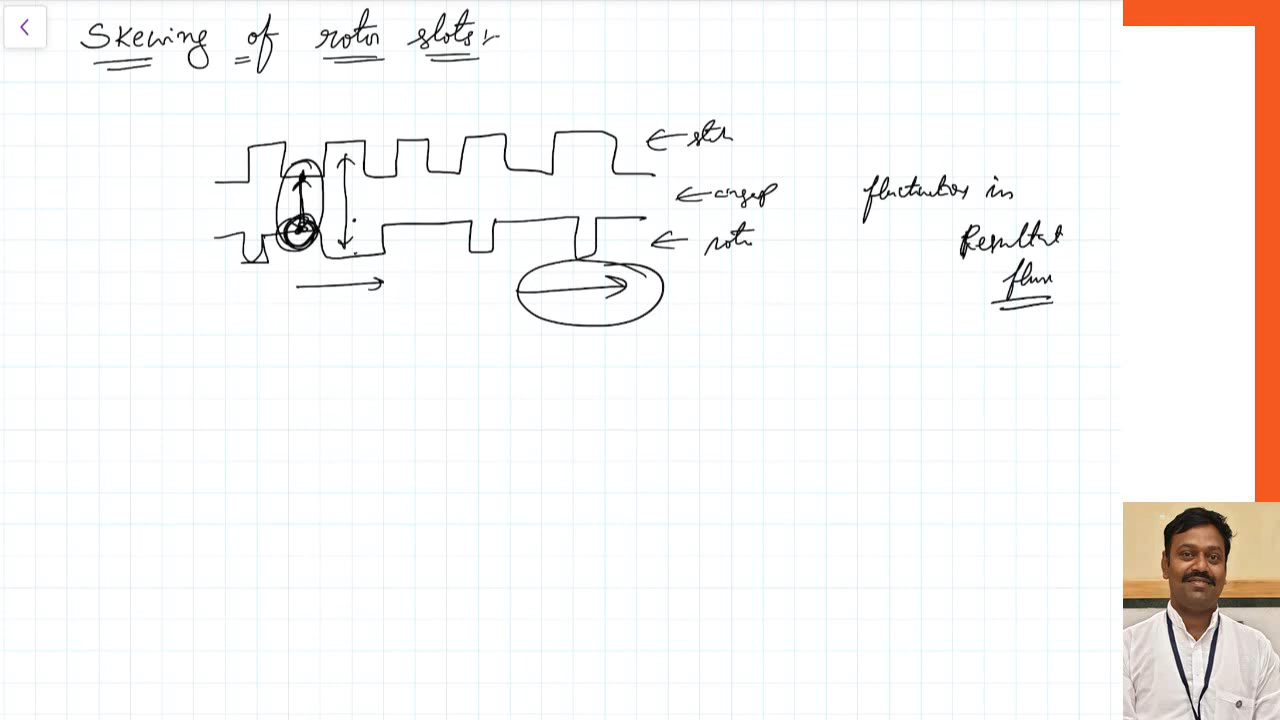 Skewing of rotor slots:
← stator
← airgap
← rotor
fluctuations in
Resultant
flux